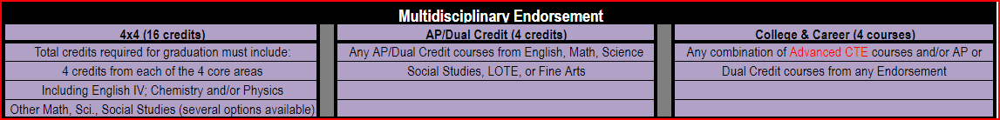 Multidisciplinary Endorsement
4x4 (16 credits)
Total credits required for graduation must include:
4 credits from each of the 4 core areas
Including English IV; Chemistry and/or Physics
Other Math, Sci., Social Studies (several options available)
AP/Dual Credit (4 credits)
Any AP/Dual Credit courses from English, Math, Science
Social Studies, LOTE, or Fine Arts
College & Career (4 courses)
Any combination of Advanced CTE courses and/or AP or
Dual Credit courses from any Endorsement